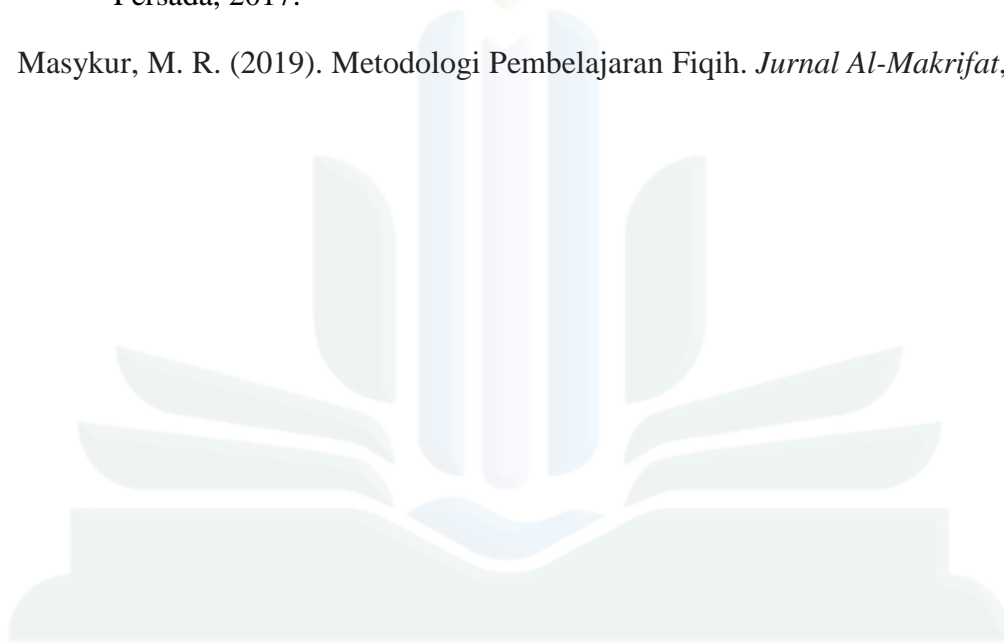 Persada, 2017.
Masykur, M. R. (2019). Metodologi Pembelajaran Fiqih. Jurnal Al-Makrifat,